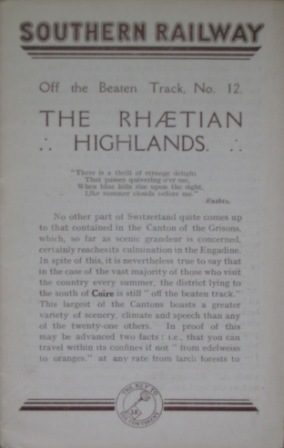 SOUTHERN RAILWAY
Off the Beaten Track, No. 12.
THE RHÆTIAN
∴ HIGHLANDS. ∴
"There is a thrill of strange delight
That passes quivering o'er me,
When blue hills rise upon the sight,
Like summer clouds before me."
Ruskin.
No other part of Switzerland quite comes up
to that contained in the Canton of the Grisons,
which, so far as scenic grandeur is concerned,
certainly reaches its culmination in the Engadine.
In spite of this, it is nevertheless true to say that
in the case of the vast majority of those who visit
the country every summer, the district lying to
the south of Coire is still "off the beaten track."
This largest of the Cantons boasts a greater
variety of scenery, climate and speech than any
of the twenty-one others. In proof of this
may be advanced two facts: i.e., that you can
travel within its confines if not "from edelweiss
to oranges," at any rate from larch forests to
THE KEY TO
THE CONTINENT